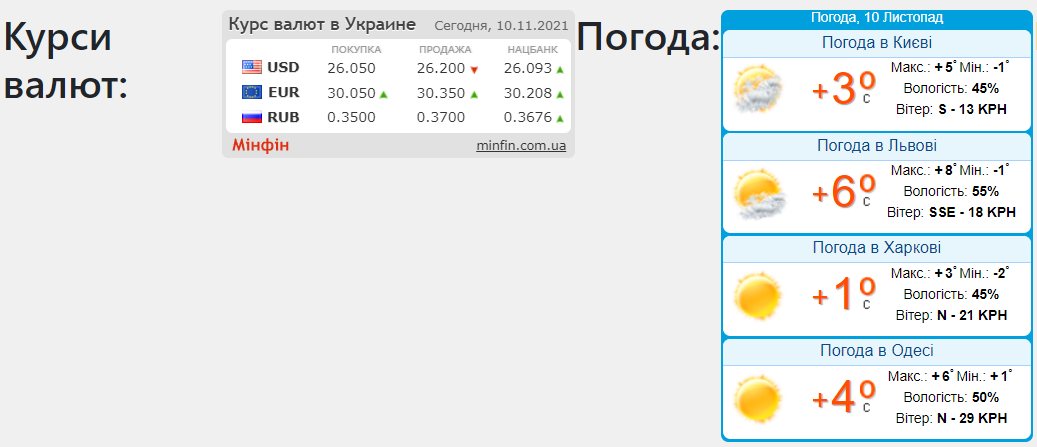 Курси
валют:
Курс валют в Украине Сегодня, 10.11.2021
ПОКУПКА ПРОДАЖА НАЦБАНК
USD 26.050 26.200 26.093
EUR 30.050 30.350 30.208
RUB 0.3500 0.3700 0.3676
Мінфін minfin.com.ua
Погода:
Погода, 10 Листопад
Погода в Києві
+3° C
Макс.: +5° Мін.: -1°
Вологість: 45%
Вітер: S - 13 KPH
Погода в Львові
+6° C
Макс.: +8° Мін.: -1°
Вологість: 55%
Вітер: SSE - 18 KPH
Погода в Харкові
+1° C
Макс.: +3° Мін.: -2°
Вологість: 45%
Вітер: N - 21 KPH
Погода в Одесі
+4° C
Макс.: +6° Мін.: +1°
Вологість: 50%
Вітер: N - 29 KPH